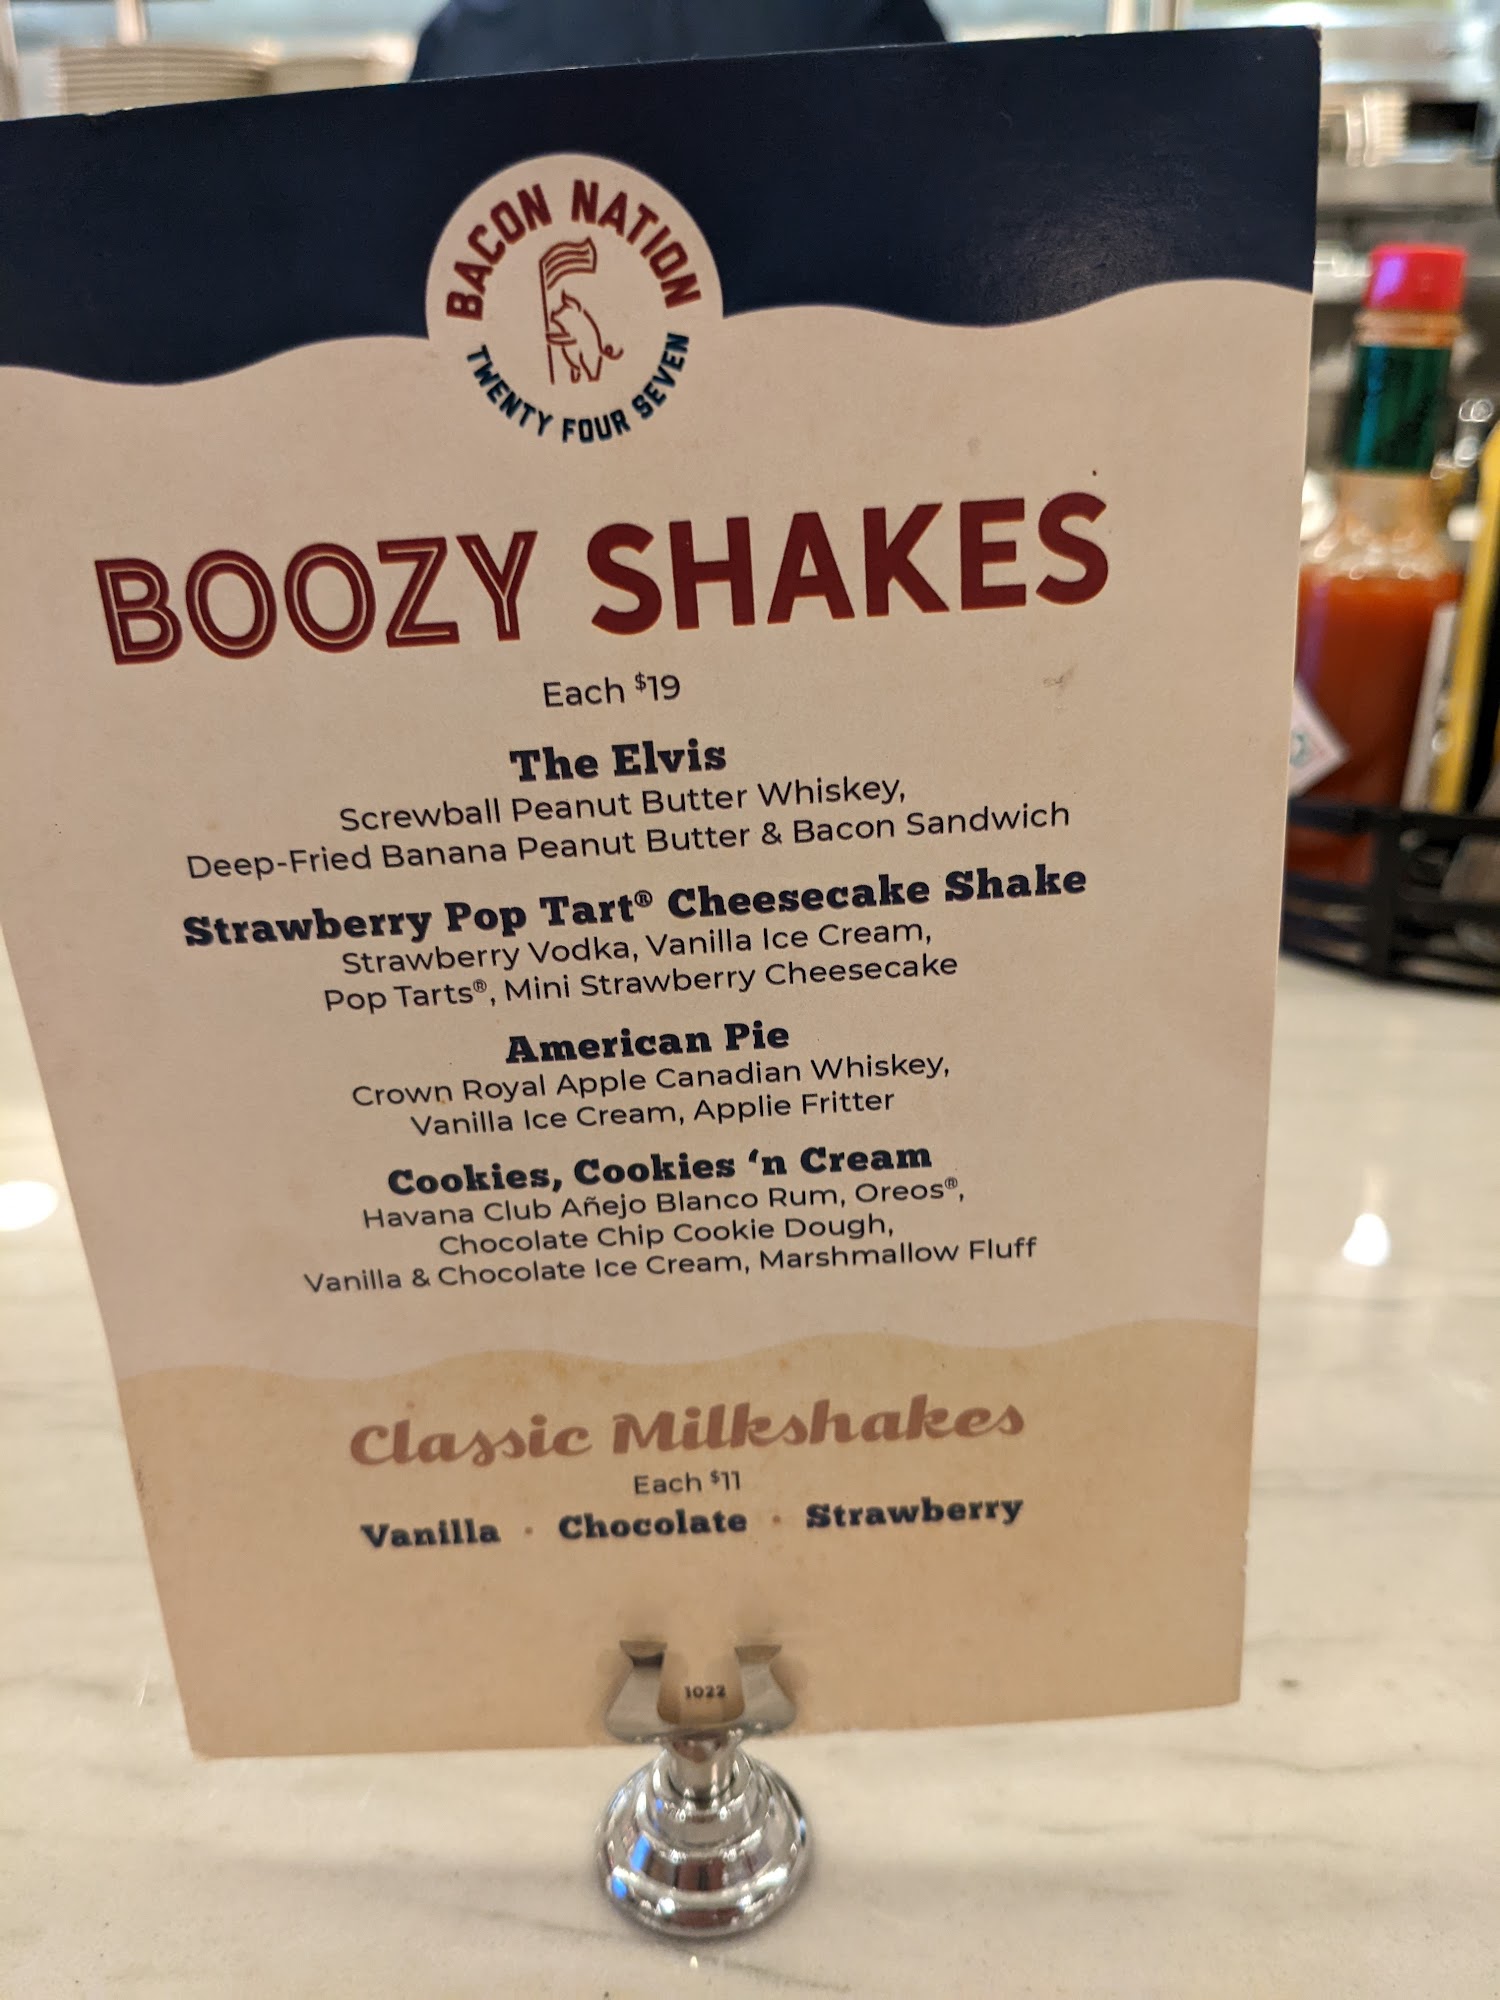 BACON NATION
TWENTY FOUR SEVEN
BOOZY SHAKES
Each $19
The Elvis
Screwball Peanut Butter Whiskey,
Deep-Fried Banana Peanut Butter & Bacon Sandwich
Strawberry Pop Tart® Cheesecake Shake
Strawberry Vodka, Vanilla Ice Cream,
Pop Tarts®, Mini Strawberry Cheesecake
American Pie
Crown Royal Apple Canadian Whiskey,
Vanilla Ice Cream, Applie Fritter
Cookies, Cookies ‘n Cream
Havana Club Añejo Blanco Rum, Oreos®,
Chocolate Chip Cookie Dough,
Vanilla & Chocolate Ice Cream, Marshmallow Fluff
Classic Milkshakes
Each $11
Vanilla • Chocolate • Strawberry
1022